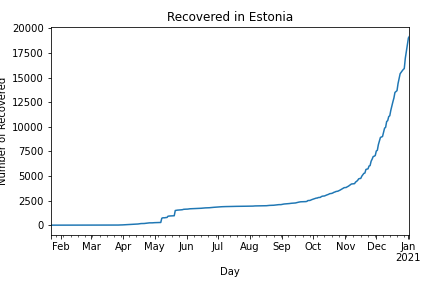 Recovered in Estonia
Number of Recovered
20000
17500
15000
12500
10000
7500
5000
2500
0
Feb Mar Apr May Jun Jul Aug Sep Oct Nov Dec Jan
2021
Day